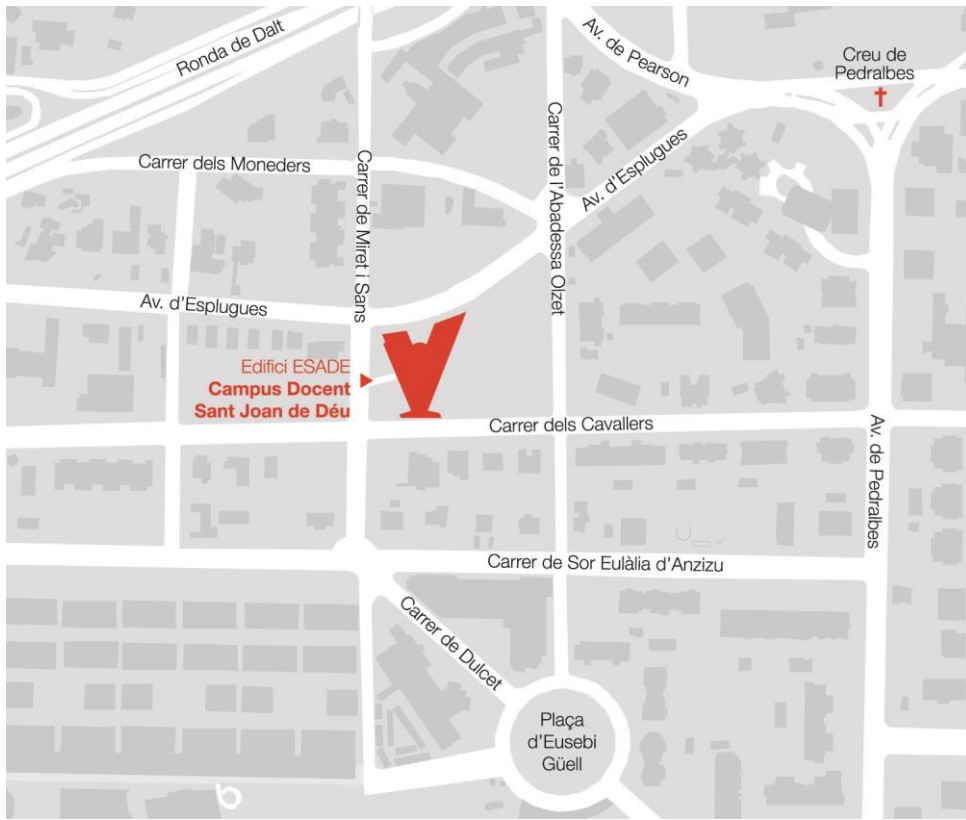 Ronda de Dalt
Av. de Pearson
Creu de
Pedralbes
Carrer dels Moneders
Carrer de Miret i Sans
Carrer de l'Abadessa Olzet
Av. d'Esplugues
Av. d'Esplugues
Edifici ESADE
Campus Docent
Sant Joan de Déu
Carrer dels Cavallers
Av. de Pedralbes
Carrer de Sor Eulàlia d'Anzizu
Carrer de Dulcet
Plaça
d'Eusebi
Güell